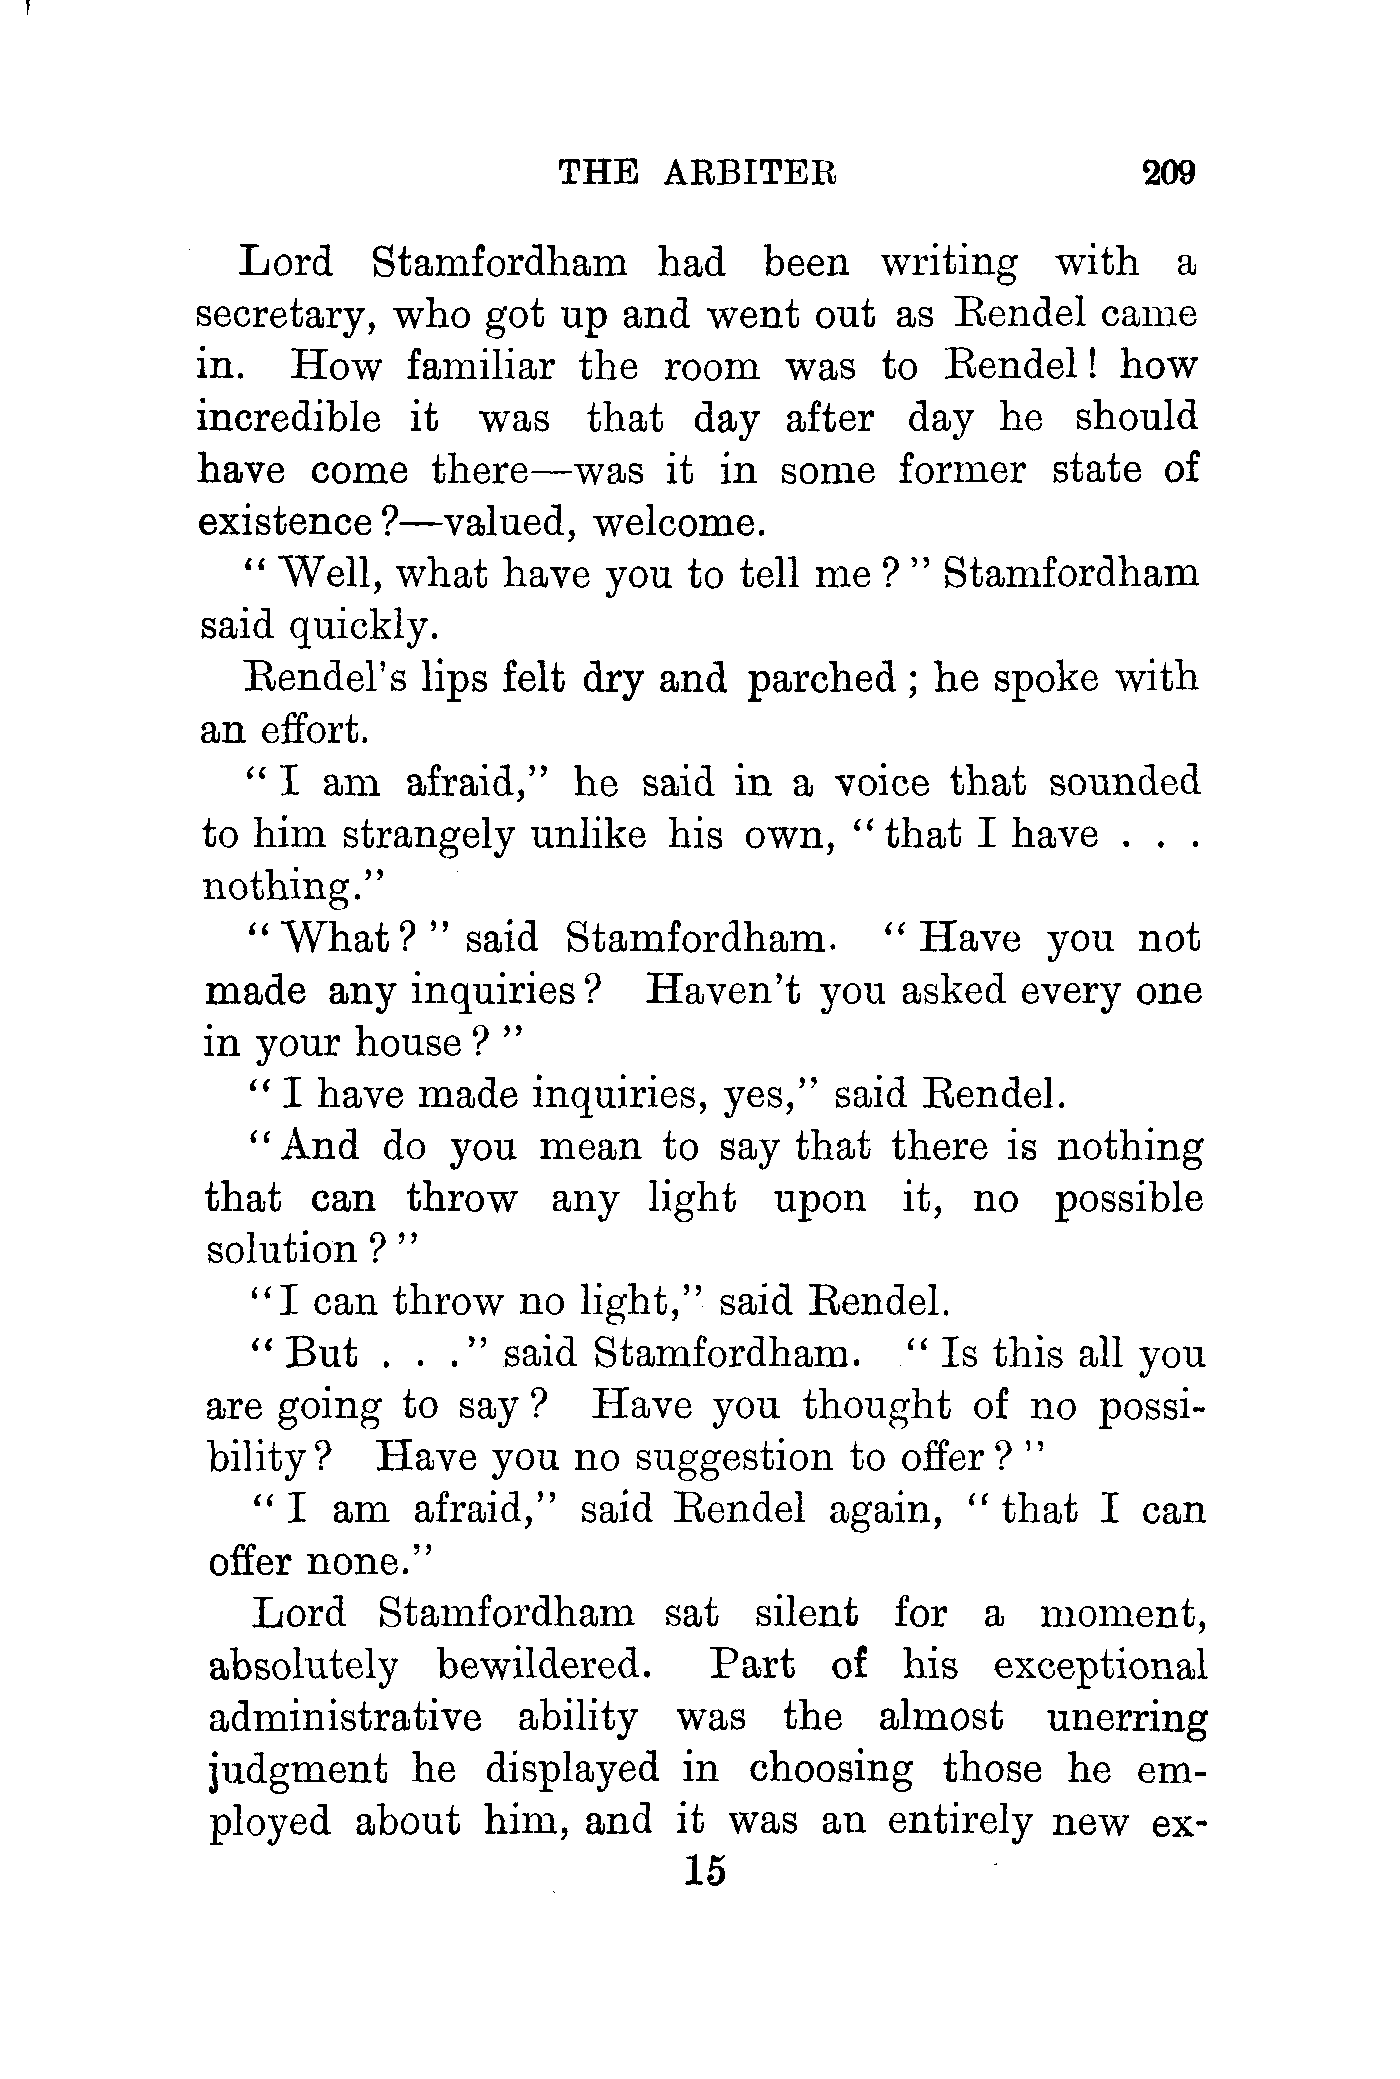 THE ARBITER 209
Lord Stamfordham had been writing with a
secretary, who got up and went out as Rendel came
in. How familiar the room was to Rendel! how
incredible it was that day after day he should
have come there—was it in some former state of
existence?—valued, welcome.
“Well, what have you to tell me?” Stamfordham
said quickly.
Rendel's lips felt dry and parched; he spoke with
an effort.
“I am afraid,” he said in a voice that sounded
to him strangely unlike his own, “that I have . . .
nothing.”
“What?” said Stamfordham. “Have you not
made any inquiries? Haven't you asked every one
in your house?”
“I have made inquiries, yes,” said Rendel.
“And do you mean to say that there is nothing
that can throw any light upon it, no possible
solution?”
“I can throw no light,” said Rendel.
“But . . .” said Stamfordham. “Is this all you
are going to say? Have you thought of no possi-
bility? Have you no suggestion to offer?”
“I am afraid,” said Rendel again, “that I can
offer none.”
Lord Stamfordham sat silent for a moment,
absolutely bewildered. Part of his exceptional
administrative ability was the almost unerring
judgment he displayed in choosing those he em-
ployed about him, and it was an entirely new ex-
15